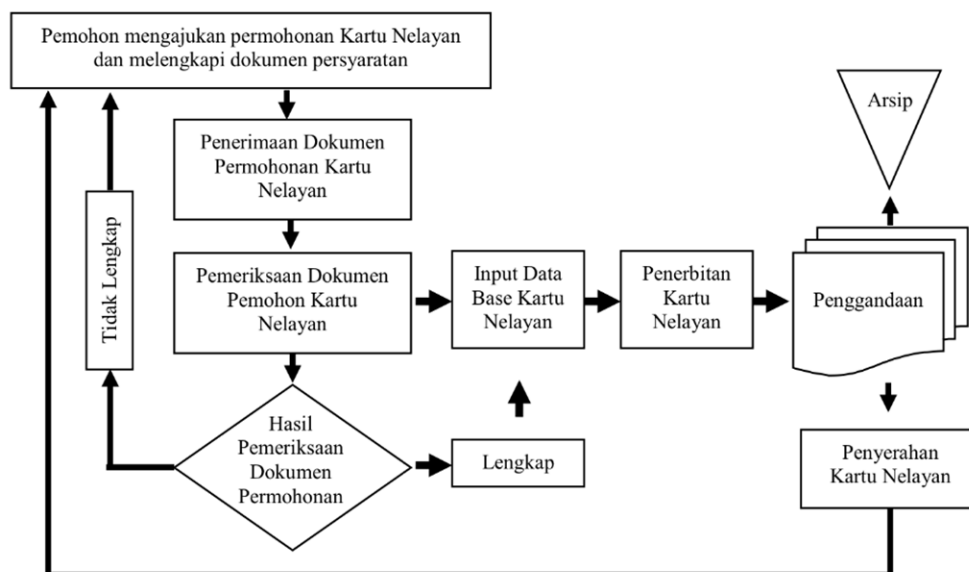 Pemohon mengajukan permohonan Kartu Nelayan
dan melengkapi dokumen persyaratan
Arsip
Penerimaan Dokumen
Permohonan Kartu
Nelayan
Tidak Lengkap
Pemeriksaan Dokumen
Pemohon Kartu
Nelayan
Input Data
Base Kartu
Nelayan
Penerbitan
Kartu
Nelayan
Penggandaan
Hasil
Pemeriksaan
Dokumen
Permohonan
Lengkap
Penyerahan
Kartu Nelayan